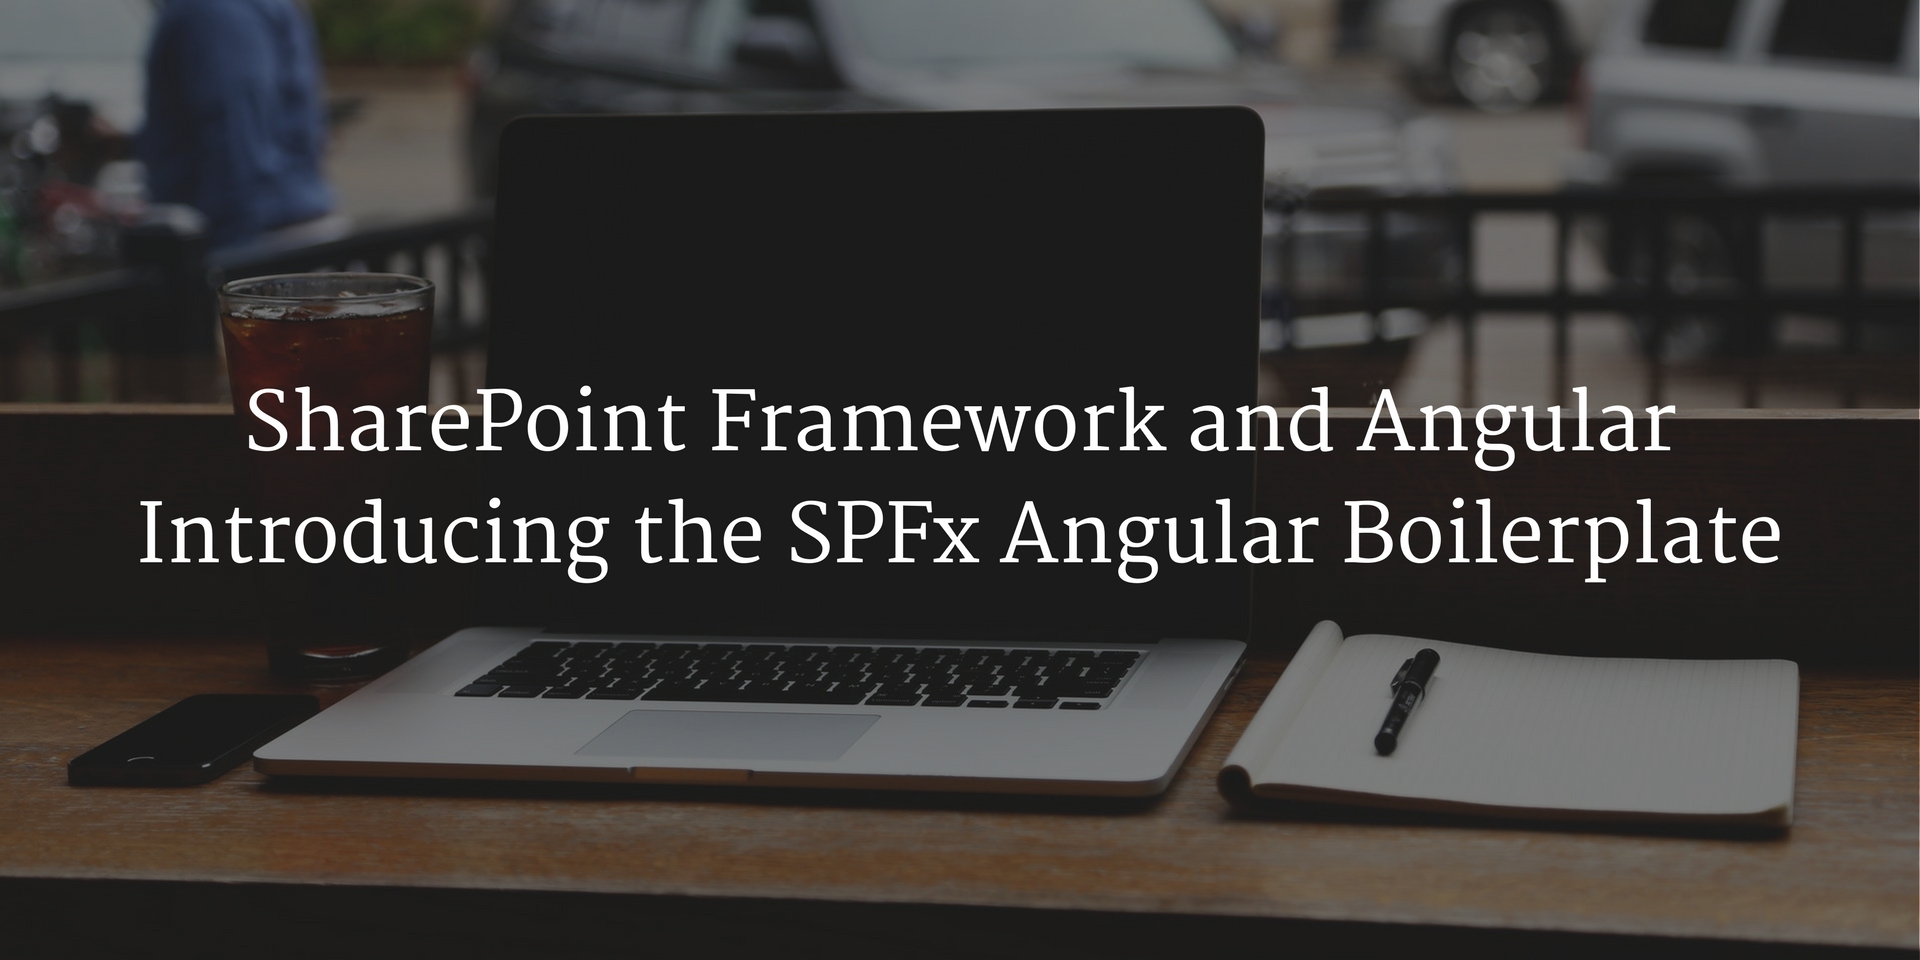 SharePoint Framework and Angular
Introducing the SPFx Angular Boilerplate